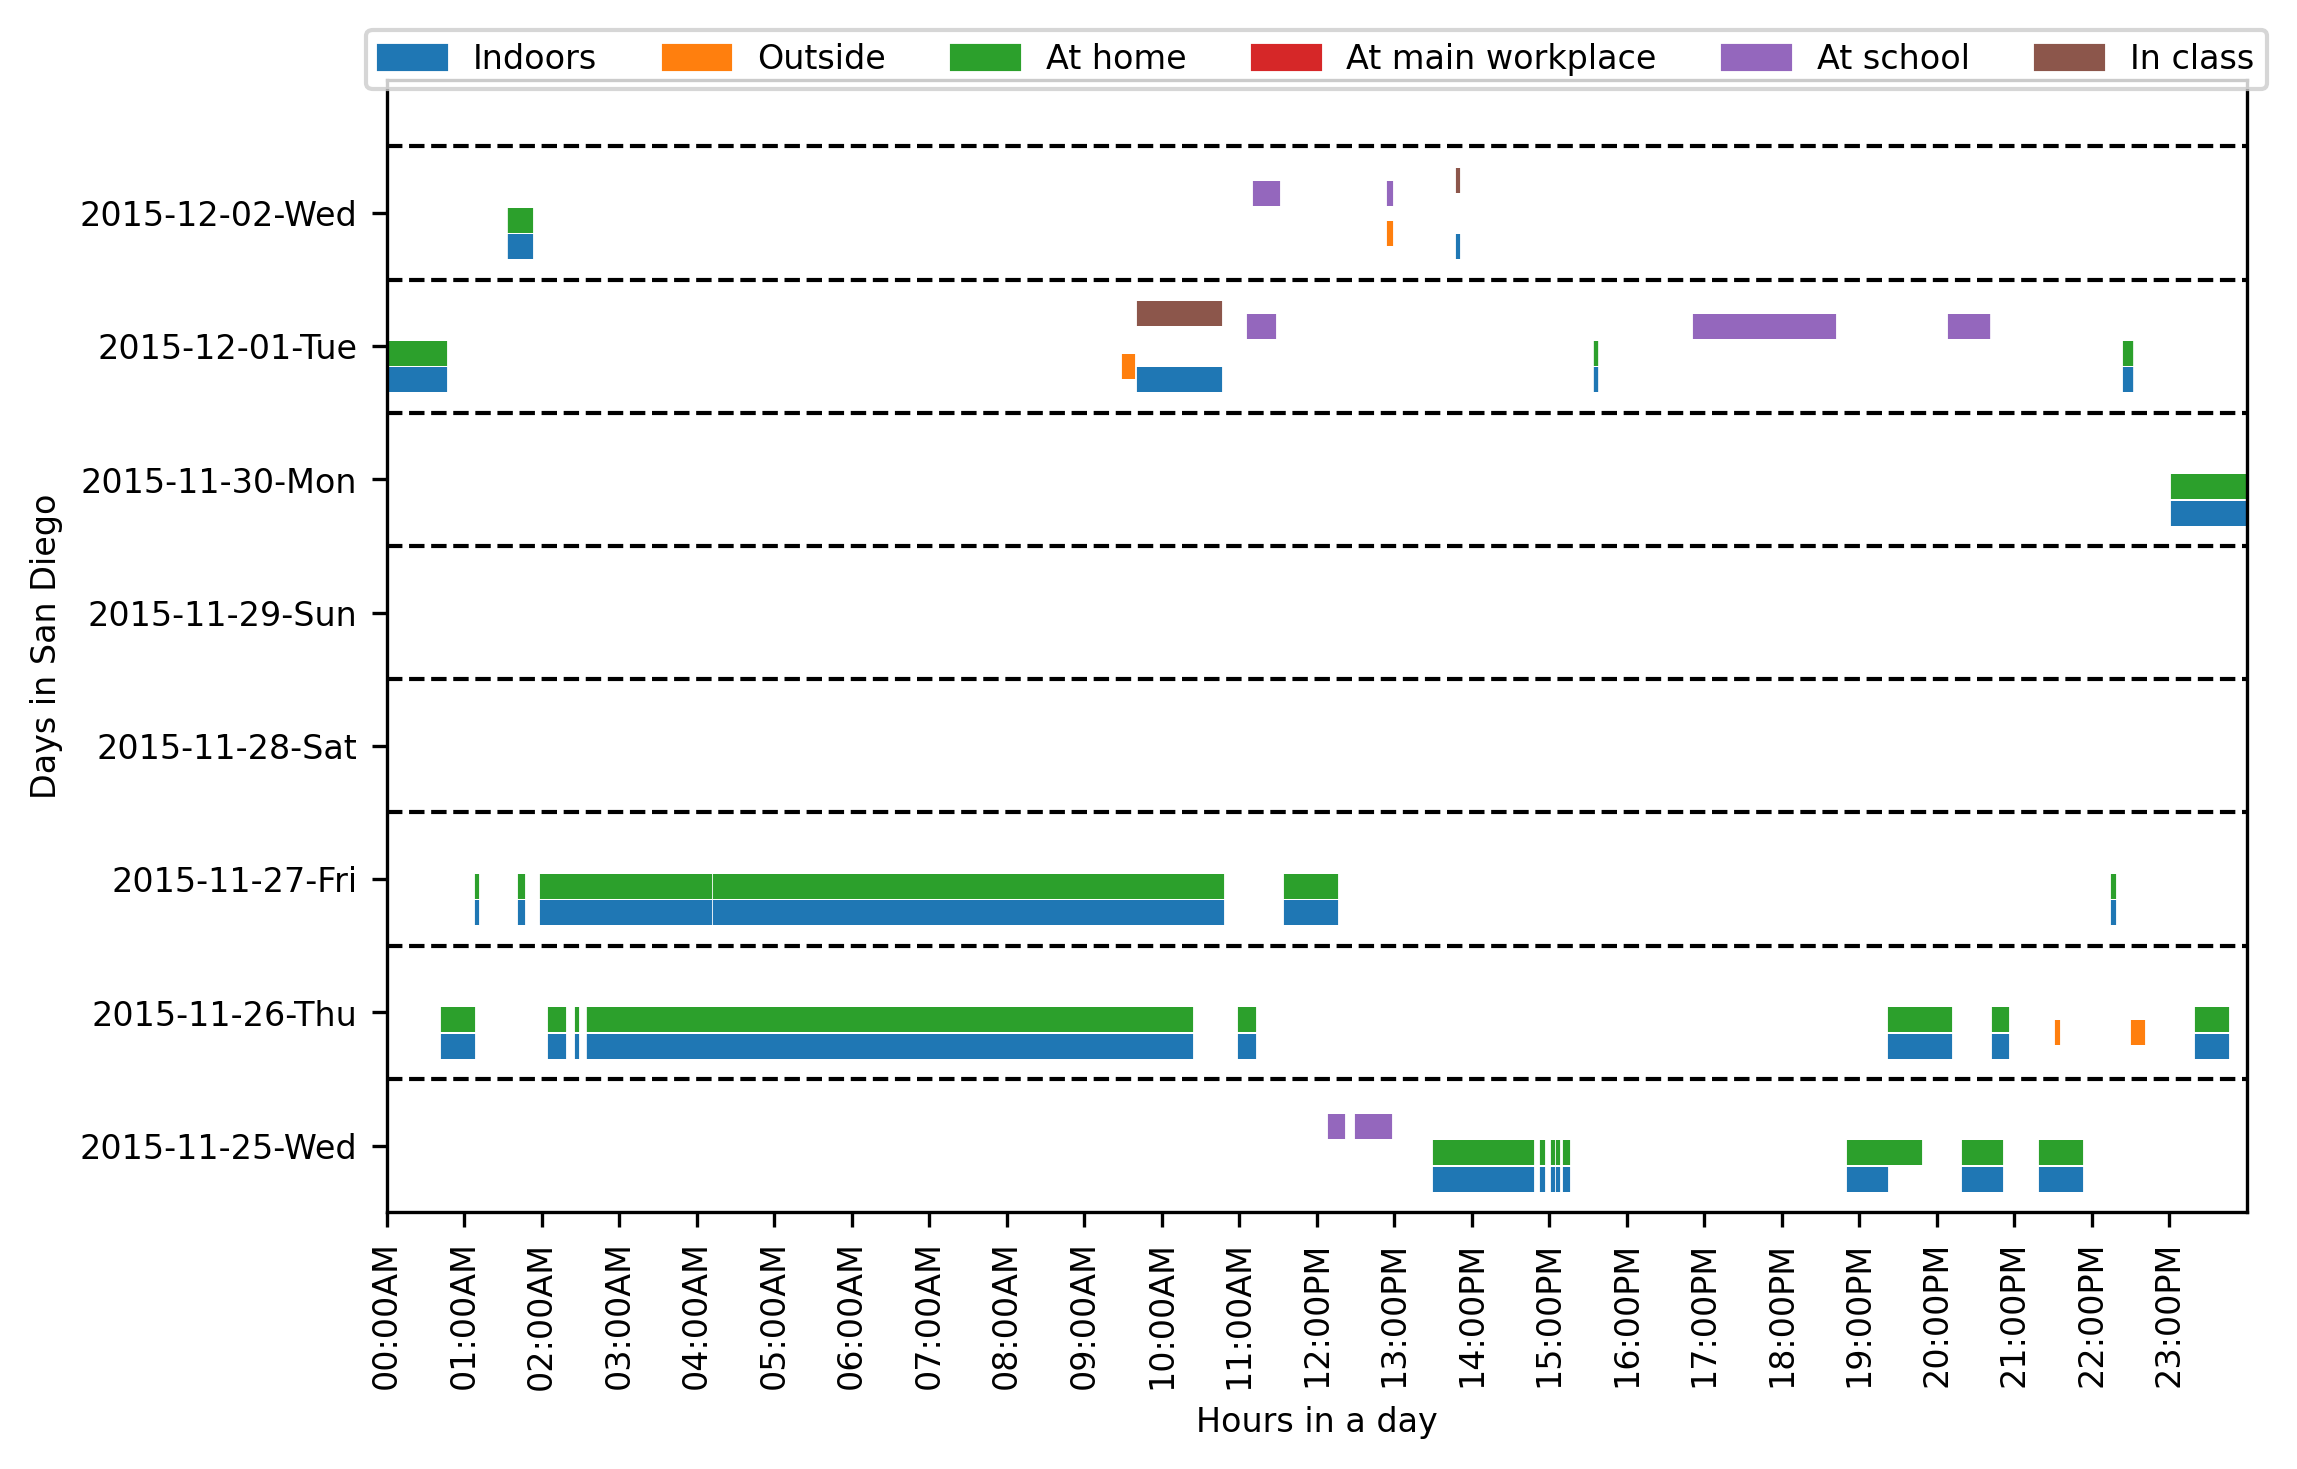 Indoors Outside At home At main workplace At school In class
2015-12-02-Wed
2015-12-01-Tue
2015-11-30-Mon
2015-11-29-Sun
2015-11-28-Sat
2015-11-27-Fri
2015-11-26-Thu
2015-11-25-Wed
Days in San Diego
00:00AM
01:00AM
02:00AM
03:00AM
04:00AM
05:00AM
06:00AM
07:00AM
08:00AM
09:00AM
10:00AM
11:00AM
12:00PM
13:00PM
14:00PM
15:00PM
16:00PM
17:00PM
18:00PM
19:00PM
20:00PM
21:00PM
22:00PM
23:00PM
Hours in a day